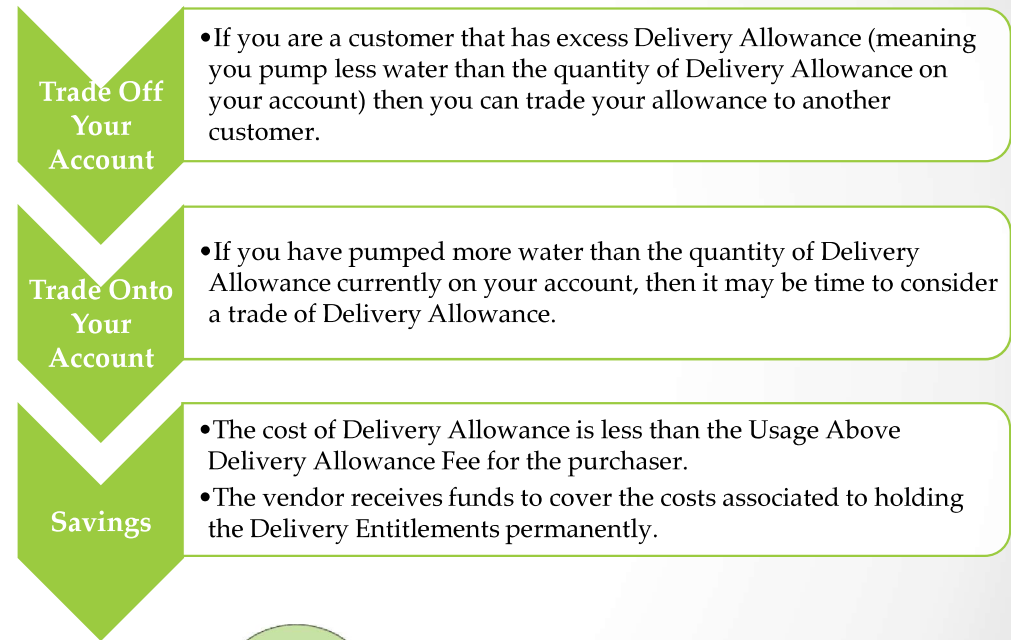 Trade Off
Your
Account
•If you are a customer that has excess Delivery Allowance (meaning
you pump less water than the quantity of Delivery Allowance on
your account) then you can trade your allowance to another
customer.
Trade Onto
Your
Account
•If you have pumped more water than the quantity of Delivery
Allowance currently on your account, then it may be time to consider
a trade of Delivery Allowance.
Savings
•The cost of Delivery Allowance is less than the Usage Above
Delivery Allowance Fee for the purchaser.
•The vendor receives funds to cover the costs associated to holding
the Delivery Entitlements permanently.